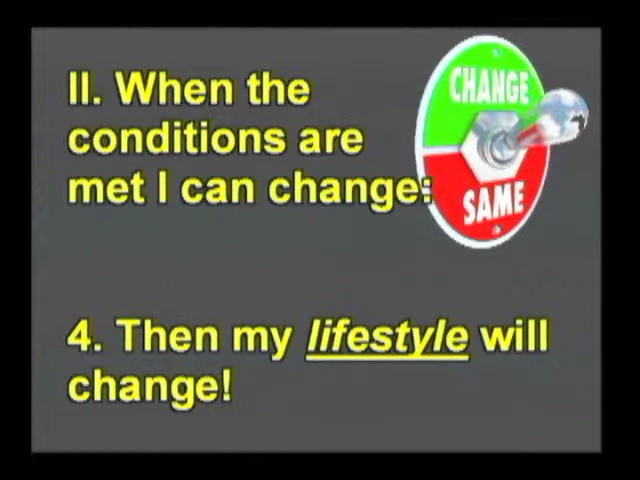 II. When the
conditions are
met I can change:
CHANGE
SAME
4. Then my lifestyle will
change!